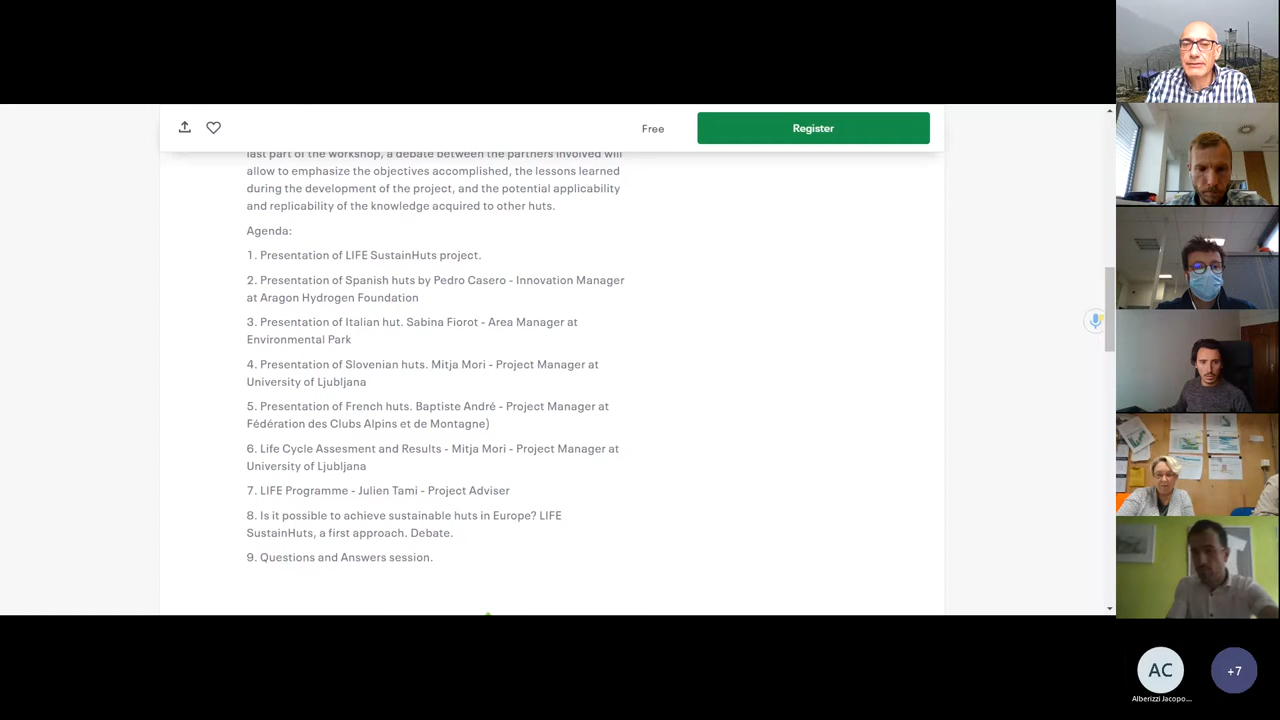 Free
Register
last part of the workshop, a debate between the partners involved will
allow to emphasize the objectives accomplished, the lessons learned
during the development of the project, and the potential applicability
and replicability of the knowledge acquired to other huts.
Agenda:
1. Presentation of LIFE SustainHuts project.
2. Presentation of Spanish huts by Pedro Casero - Innovation Manager
at Aragon Hydrogen Foundation
3. Presentation of Italian hut. Sabina Fiorot - Area Manager at
Environmental Park
4. Presentation of Slovenian huts. Mitja Mori - Project Manager at
University of Ljubljana
5. Presentation of French huts. Baptiste André - Project Manager at
Fédération des Clubs Alpins et de Montagne)
6. Life Cycle Assesment and Results - Mitja Mori - Project Manager at
University of Ljubljana
7. LIFE Programme - Julien Tami - Project Adviser
8. Is it possible to achieve sustainable huts in Europe? LIFE
SustainHuts, a first approach. Debate.
9. Questions and Answers session.
AC
+7
Alberizzi Jacopo...